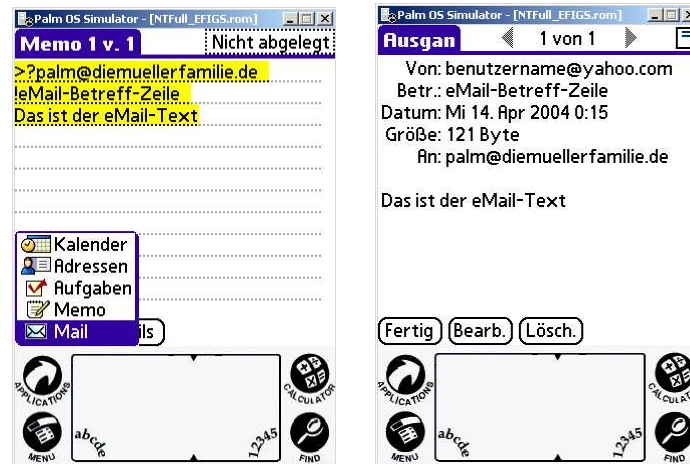 Palm OS Simulator - [NTFull_EFIGS.rom]
Memo 1 v. 1
Nicht abgelegt
>?palm@diemuellerfamilie.de
!eMail-Betreff-Zeile
Das ist der eMail-Text
Kalender
Adressen
Aufgaben
Memo
Mail
ils
APPLICATIONS
MENU
abcde
12345
CALCULATOR
FIND
Palm OS Simulator - [NTFull_EFIGS.rom]
Ausgan
1 von 1
Von: benutzername@yahoo.com
Betr.: eMail-Betreff-Zeile
Datum: Mi 14. Apr 2004 0:15
Größe: 121 Byte
An: palm@diemuellerfamilie.de
Das ist der eMail-Text
Fertig Bearb. Lösch.
APPLICATIONS
MENU
abcde
12345
CALCULATOR
FIND